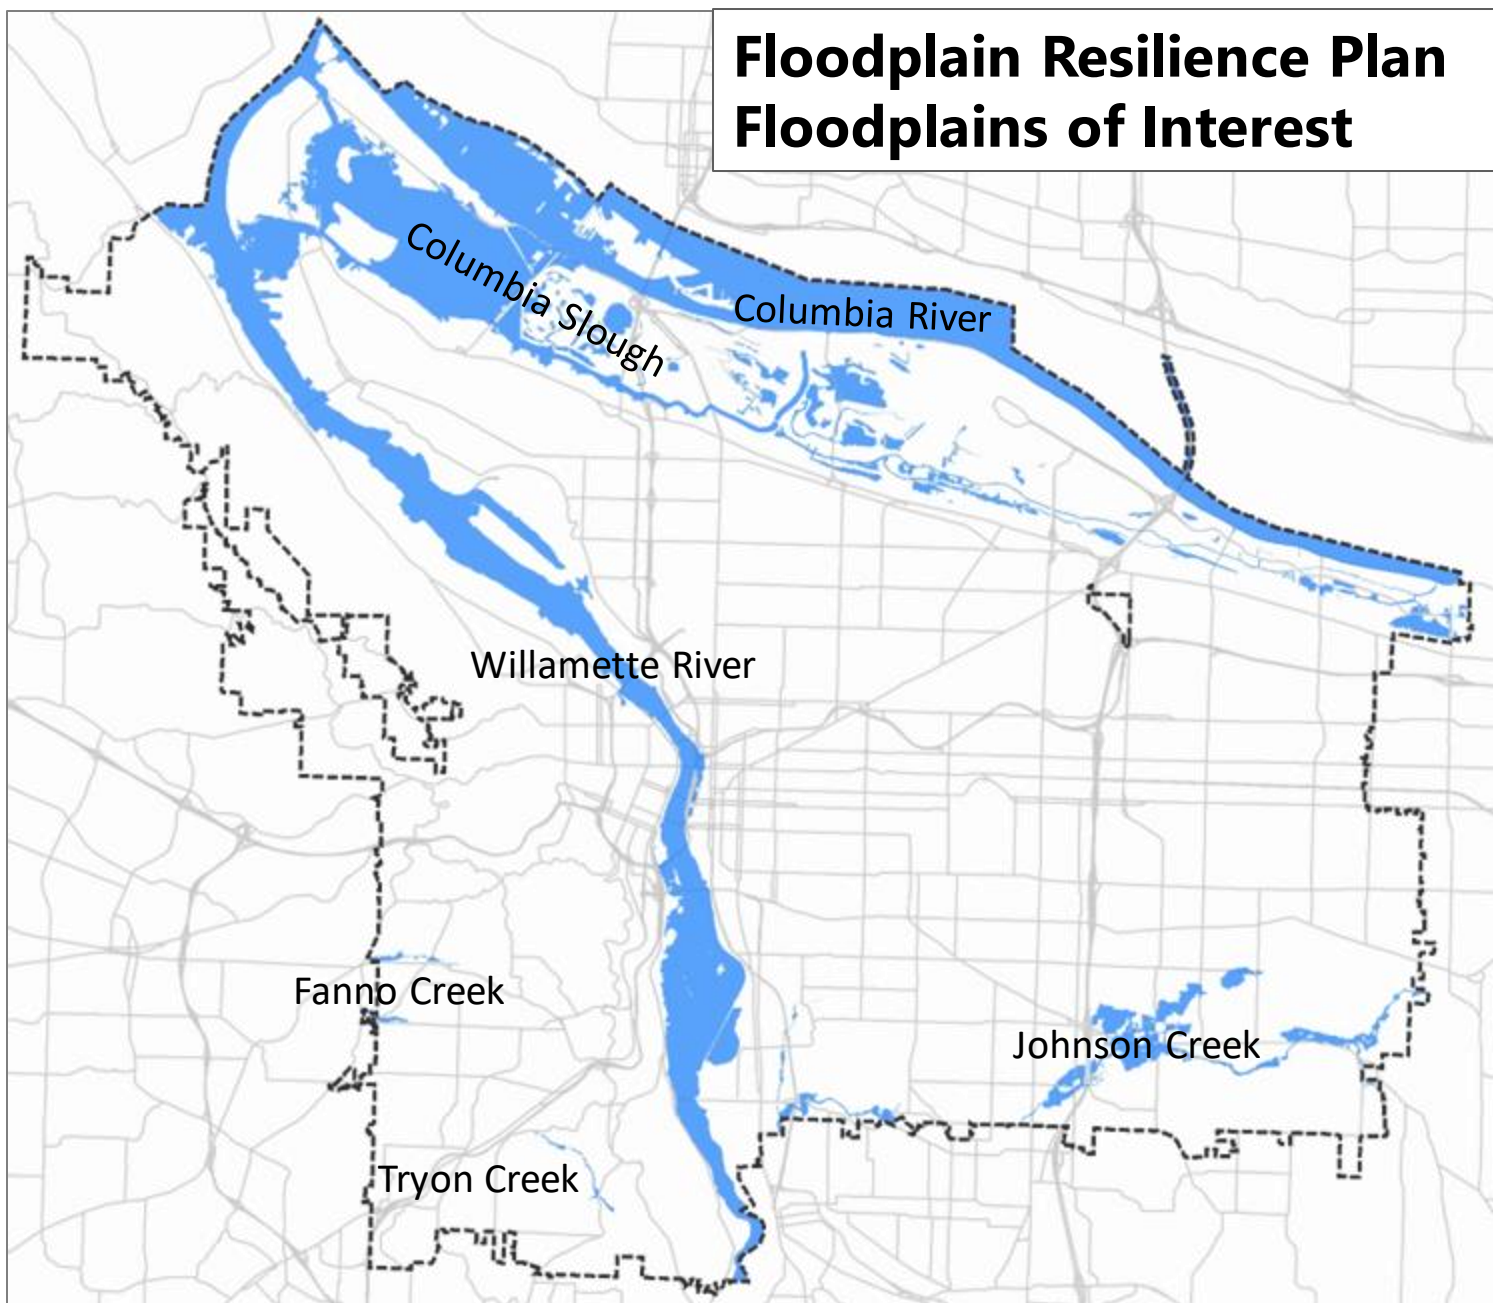 Floodplain Resilience Plan
Floodplains of Interest
Columbia Slough
Columbia River
Willamette River
Fanno Creek
Johnson Creek
Tryon Creek